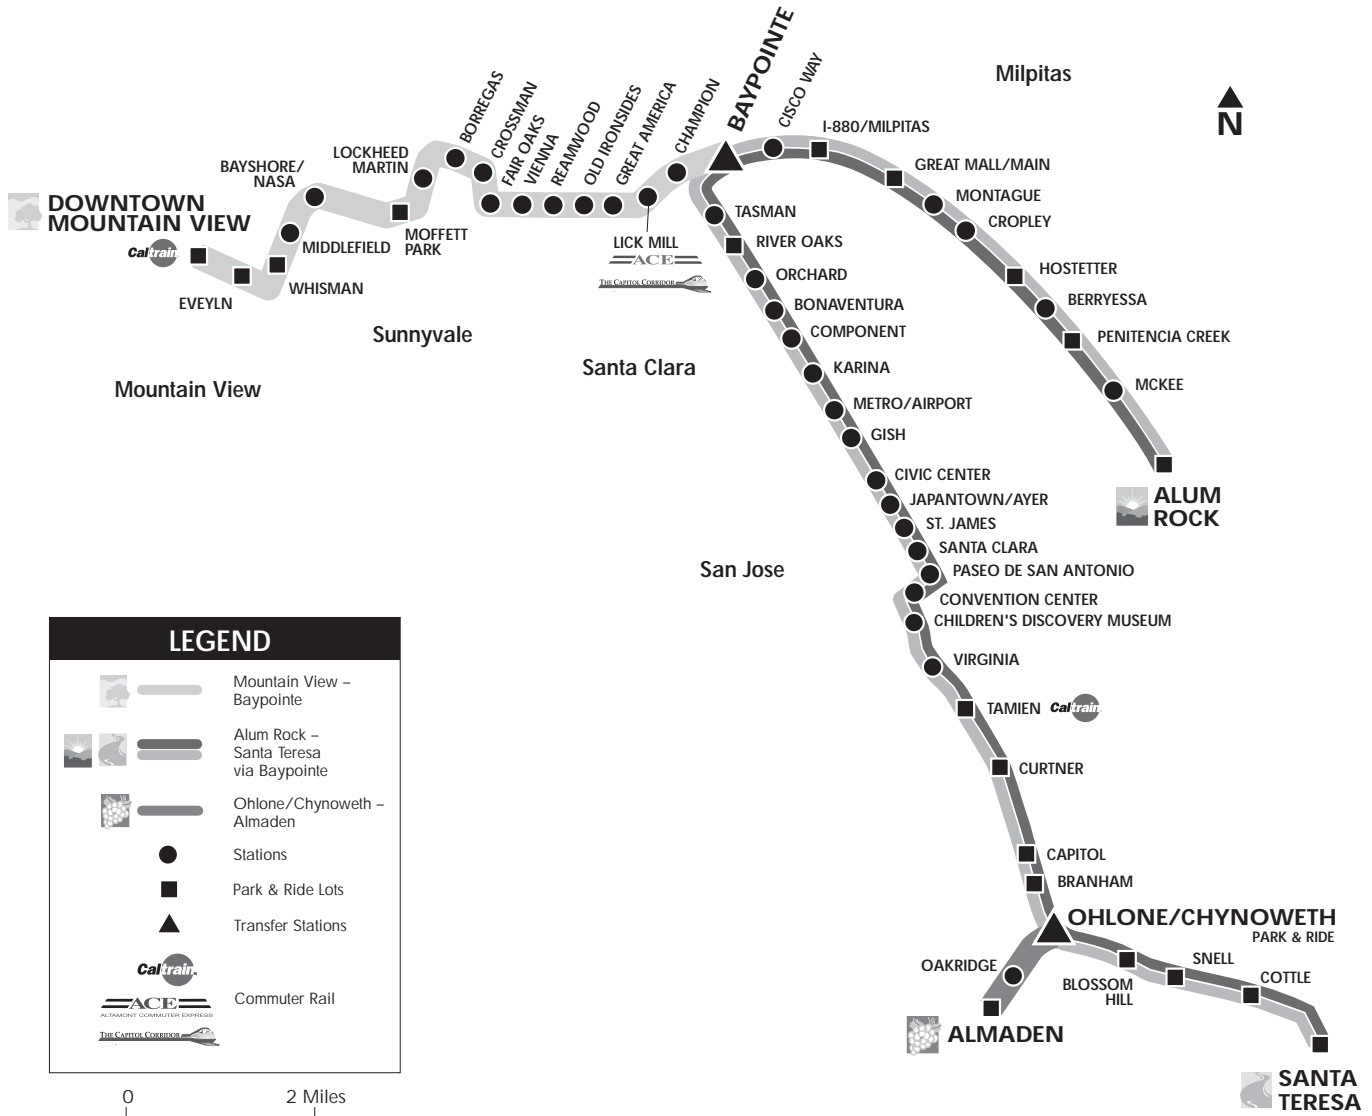 BAYPOINTE
Milpitas
N
BORREGAS
CROSSMAN
FAIR OAKS
VIENNA
REAMWOOD
OLD IRONSIDES
GREAT AMERICA
CHAMPION
CISCO WAY
I-880/MILPITAS
LOCKHEED
MARTIN
BAYSHORE/
NASA
GREAT MALL/MAIN
DOWNTOWN
MOUNTAIN VIEW
Caltrain
MONTAGUE
CROPLEY
TASMAN
MOFFETT
PARK
MIDDLEFIELD
LICK MILL
ACE
THE CAPITOL CORRIDOR
RIVER OAKS
HOSTETTER
ORCHARD
WHISMAN
EVEYLN
BERRYESSA
BONAVENTURA
Sunnyvale
COMPONENT
PENITENCIA CREEK
Santa Clara
KARINA
Mountain View
MCKEE
METRO/AIRPORT
GISH
CIVIC CENTER
JAPANTOWN/AYER
ALUM
ROCK
ST. JAMES
SANTA CLARA
San Jose
PASEO DE SAN ANTONIO
CONVENTION CENTER
CHILDREN'S DISCOVERY MUSEUM
VIRGINIA
TAMIEN
Caltrain
CURTNER
CAPITOL
BRANHAM
OHLONE/CHYNOWETH
PARK & RIDE
OAKRIDGE
BLOSSOM
HILL
SNELL
COTTLE
ALMADEN
SANTA
TERESA
LEGEND
Mountain View –
Baypointe
Alum Rock –
Santa Teresa
via Baypointe
Ohlone/Chynoweth –
Almaden
Stations
Park & Ride Lots
Transfer Stations
Caltrain
ACE
ALTAMONT COMMUTER EXPRESS
THE CAPITOL CORRIDOR
Commuter Rail
0
2 Miles